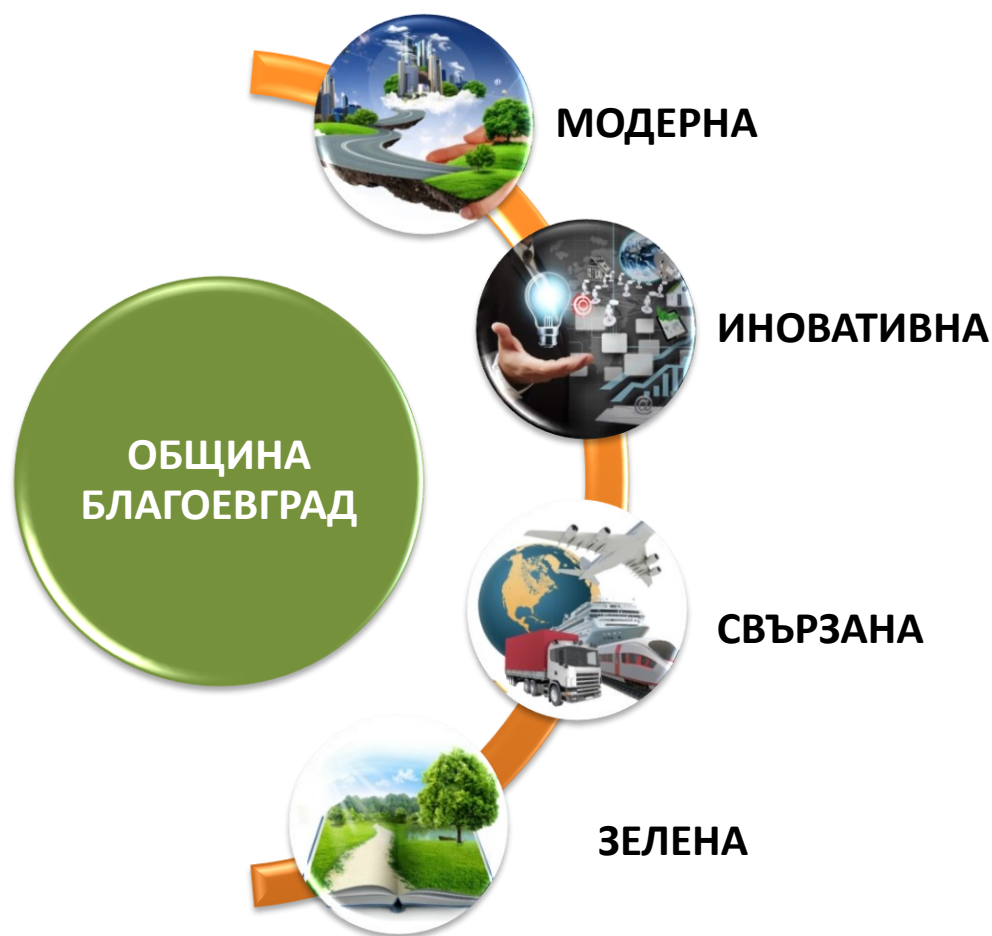 МОДЕРНА
ИНОВАТИВНА
ОБЩИНА
БЛАГОЕВГРАД
СВЪРЗАНА
ЗЕЛЕНА